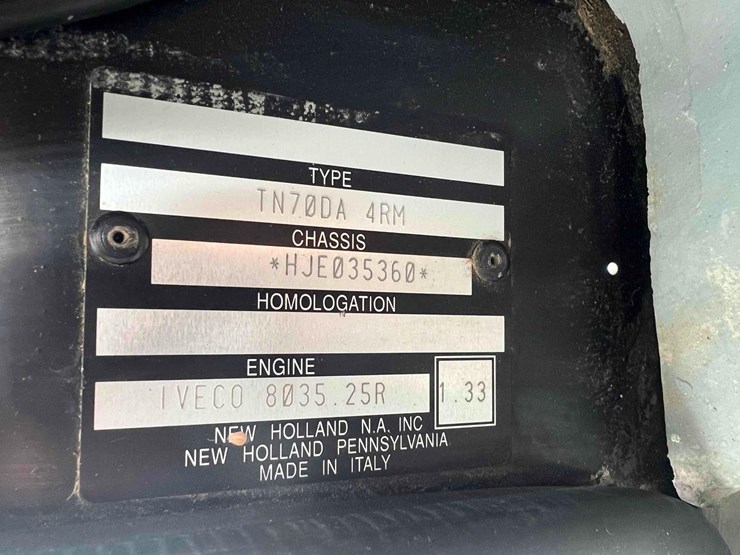 TYPE
TN70DA 4RM
CHASSIS
*HJE035360*
HOMOLOGATION
ENGINE
IVECO 8035.25R 1.33
NEW HOLLAND N.A. INC
NEW HOLLAND PENNSYLVANIA
MADE IN ITALY